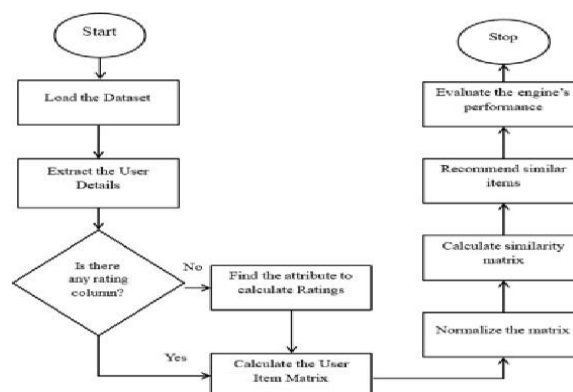 Start
Load the Dataset
Extract the User
Details
Is there
any rating
column?
No
Find the attribute to
calculate Ratings
Yes
Calculate the User
Item Matrix
Normalize the matrix
Calculate similarity
matrix
Recommend similar
items
Evaluate the engine's
performance
Stop